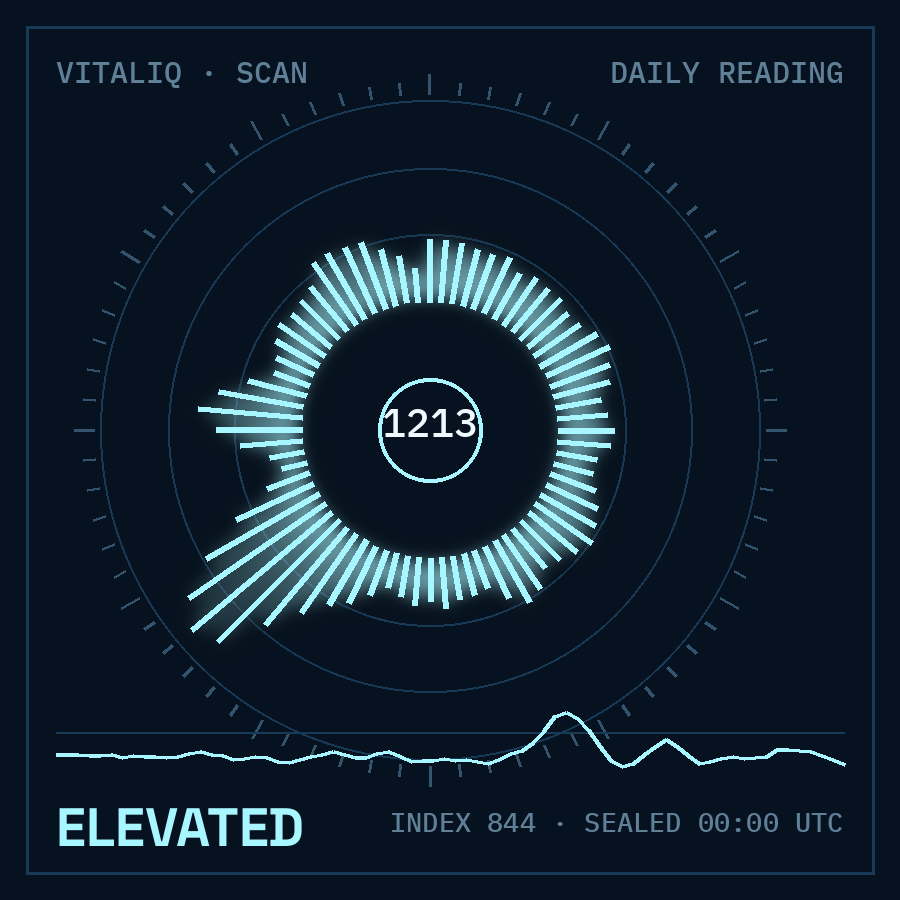 VITALIQ · SCAN
DAILY READING
1213
ELEVATED
INDEX 844 · SEALED 00:00 UTC